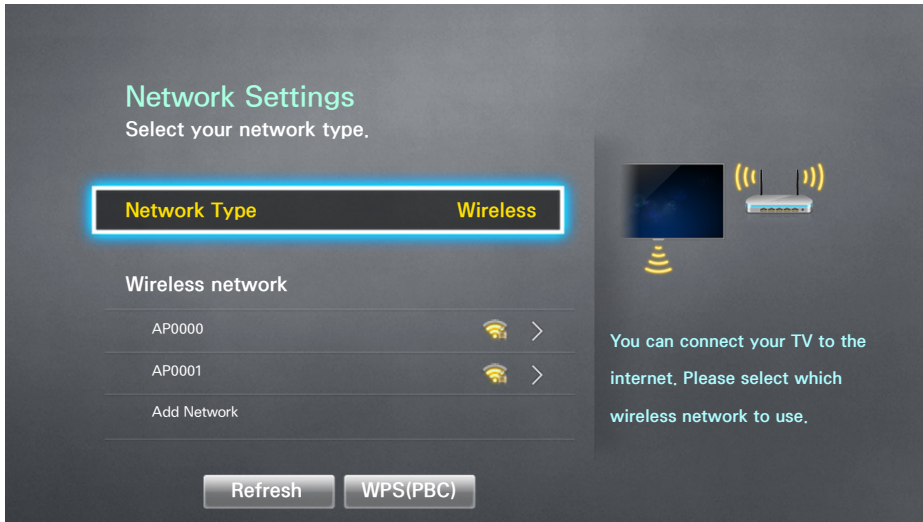 Network Settings
Select your network type.
Network Type Wireless
Wireless network
AP0000
AP0001
Add Network
Refresh WPS(PBC)
You can connect your TV to the
internet. Please select which
wireless network to use.